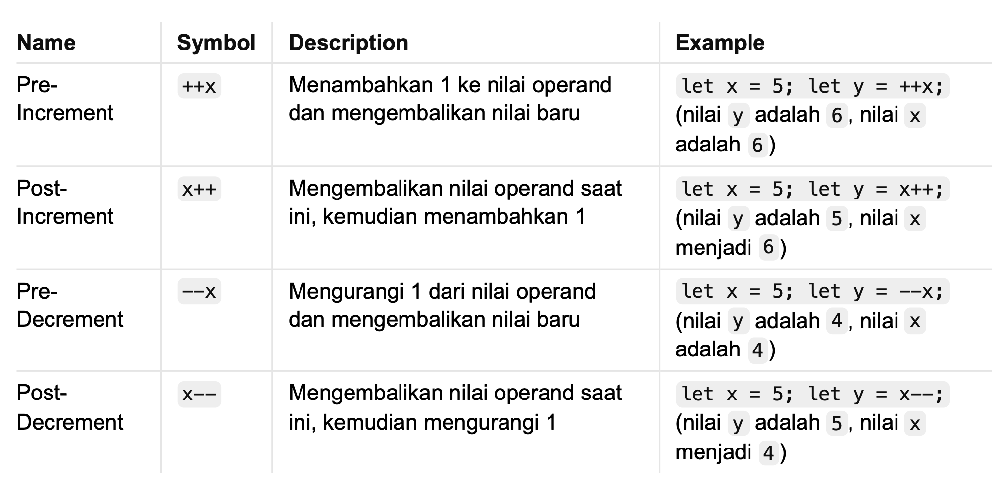 Name Symbol Description Example
Pre- ++x Menambahkan 1 ke nilai operand let x = 5; let y = ++x;
Increment dan mengembalikan nilai baru (nilai y adalah 6, nilai x
adalah 6)
Post- x++ Mengembalikan nilai operand saat let x = 5; let y = x++;
Increment ini, kemudian menambahkan 1 (nilai y adalah 5, nilai x
menjadi 6)
Pre- --x Mengurangi 1 dari nilai operand let x = 5; let y = --x;
Decrement dan mengembalikan nilai baru (nilai y adalah 4, nilai x
adalah 4)
Post- x-- Mengembalikan nilai operand saat let x = 5; let y = x--;
Decrement ini, kemudian mengurangi 1 (nilai y adalah 5, nilai x
menjadi 4)